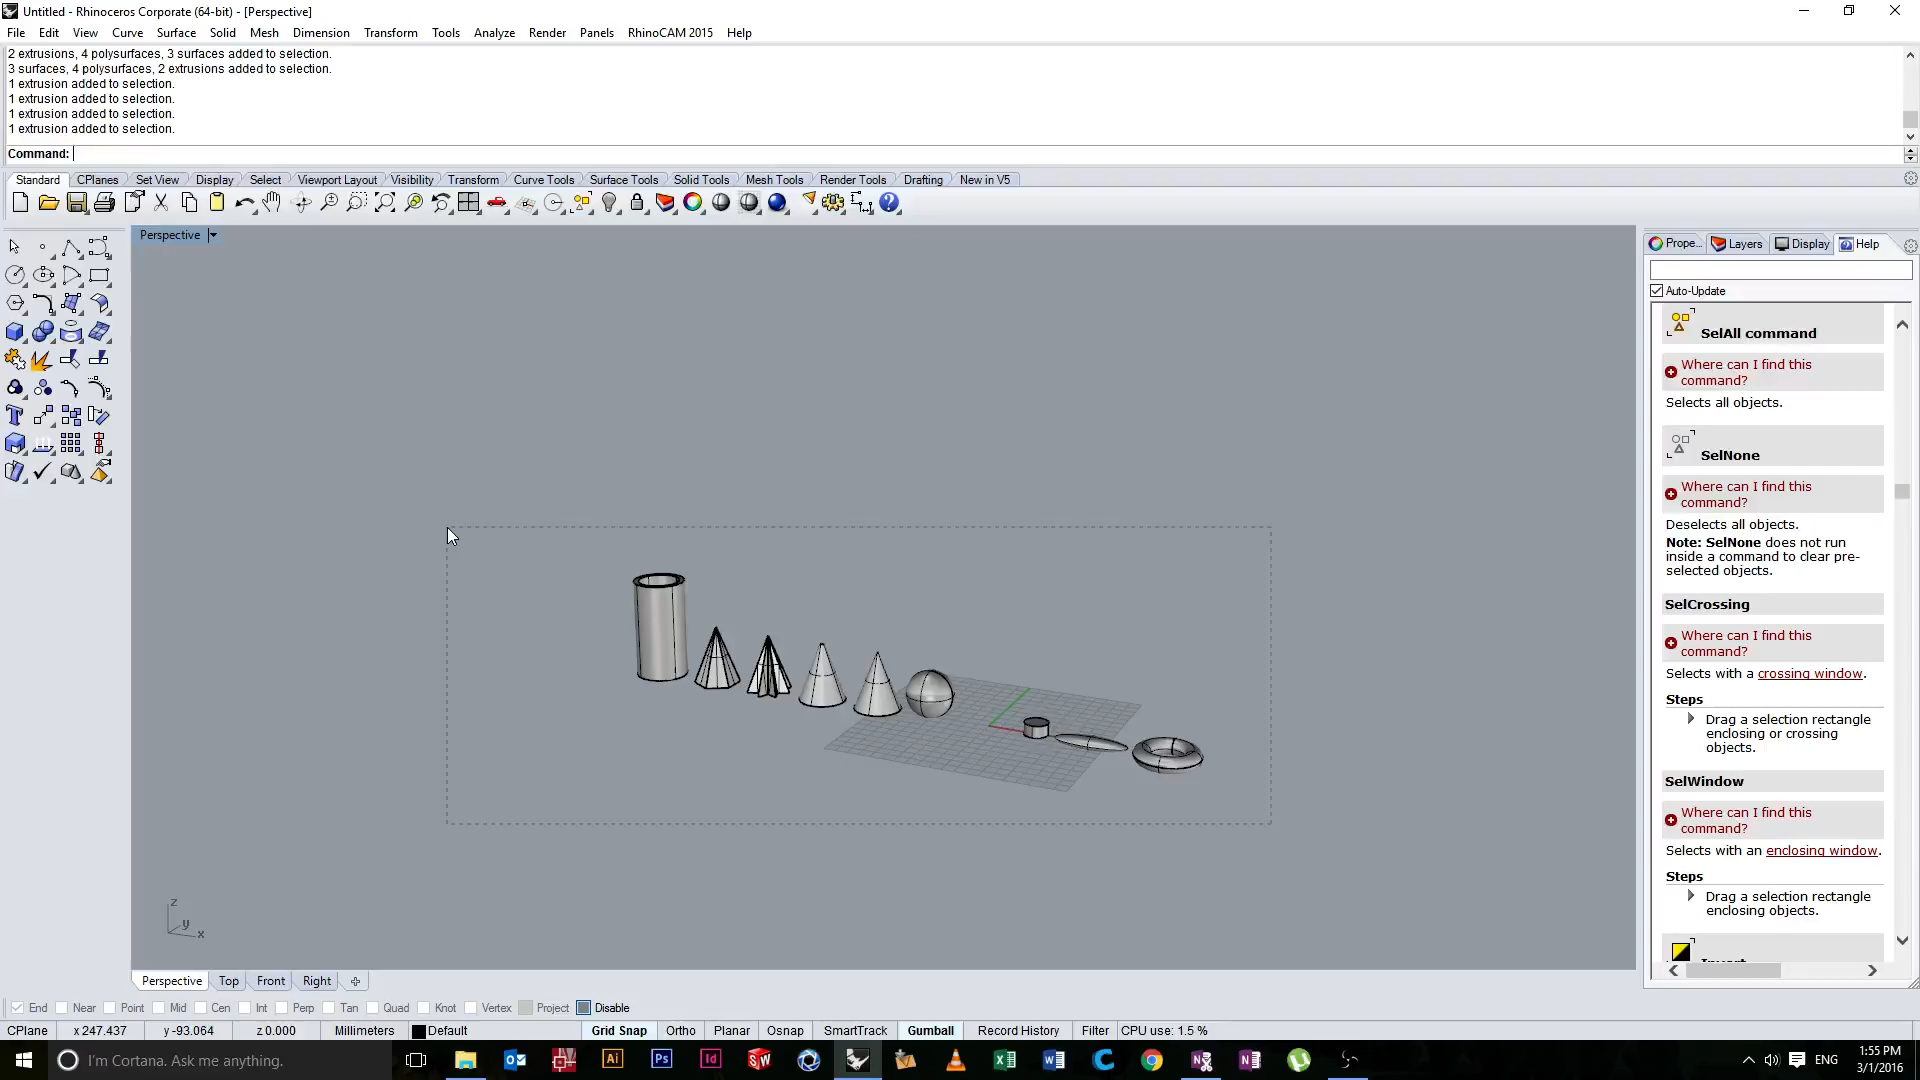 Untitled - Rhinoceros Corporate (64-bit) - [Perspective]
File Edit View Curve Surface Solid Mesh Dimension Transform Tools Analyze Render Panels RhinoCAM 2015 Help
2 extrusions, 4 polysurfaces, 3 surfaces added to selection.
3 surfaces, 4 polysurfaces, 2 extrusions added to selection.
1 extrusion added to selection.
1 extrusion added to selection.
1 extrusion added to selection.
1 extrusion added to selection.
Command:
Standard CPlanes Set View Display Select Viewport Layout Visibility Transform Curve Tools Surface Tools Solid Tools Mesh Tools Render Tools Drafting New in V5
Perspective
Prope... Layers Display Help
Auto-Update
SelAll command
Where can I find this
command?
Selects all objects.
SelNone
Where can I find this
command?
Deselects all objects.
Note: SelNone does not run
inside a command to clear pre-
selected objects.
SelCrossing
Where can I find this
command?
Selects with a crossing window.
Steps
Drag a selection rectangle
enclosing or crossing
objects.
SelWindow
Where can I find this
command?
Selects with an enclosing window.
Steps
Drag a selection rectangle
enclosing objects.
z
y
x
Perspective Top Front Right
End Near Point Mid Cen Int Perp Tan Quad Knot Vertex Project Disable
CPlane x 247.437 y -93.064 z 0.000 Millimeters Default Grid Snap Ortho Planar Osnap SmartTrack Gumball Record History Filter CPU use: 1.5 %
I'm Cortana. Ask me anything.
Ai Ps Id SW
ENG
1:55 PM
3/1/2016